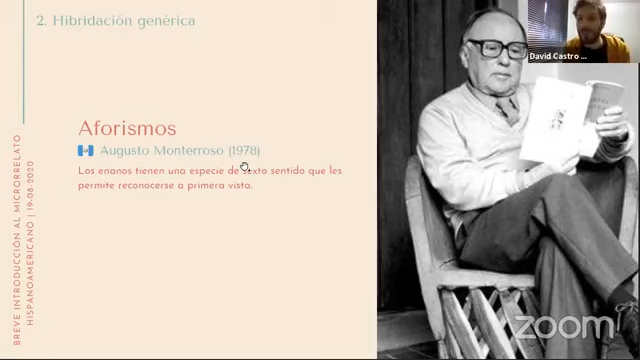 2. Hibridación genérica
David Castro ...
Aforismos
Augusto Monterroso (1978)
Los enanos tienen una especie de sexto sentido que les
permite reconocerse a primera vista.
BREVE INTRODUCCIÓN AL MICRORRELATO
HISPANOAMERICANO | 19-08-2020
zoom